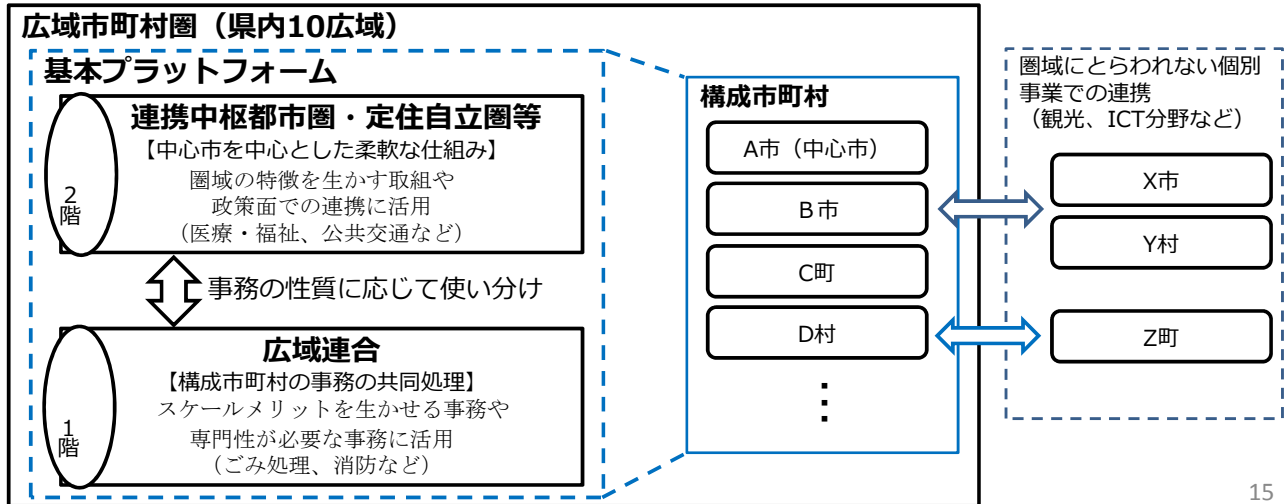 広域市町村圏（県内10広域）
基本プラットフォーム
2
階
連携中枢都市圏・定住自立圏等
【中心市を中心とした柔軟な仕組み】
圏域の特徴を生かす取組や
政策面での連携に活用
（医療・福祉、公共交通など）
事務の性質に応じて使い分け
1
階
広域連合
【構成市町村の事務の共同処理】
スケールメリットを生かせる事務や
専門性が必要な事務に活用
（ごみ処理、消防など）
構成市町村
A市（中心市）
B市
C町
D村
⋮
圏域にとらわれない個別
事業での連携
（観光、ICT分野など）
X市
Y村
Z町
15